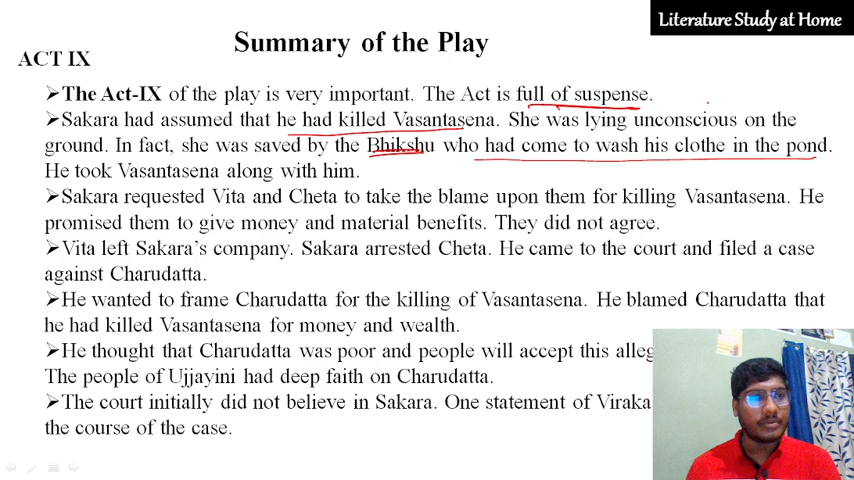 Literature Study at Home
Summary of the Play
ACT IX
➢The Act-IX of the play is very important. The Act is full of suspense.
➢Sakara had assumed that he had killed Vasantasena. She was lying unconscious on the
ground. In fact, she was saved by the Bhikshu who had come to wash his clothe in the pond.
He took Vasantasena along with him.
➢Sakara requested Vita and Cheta to take the blame upon them for killing Vasantasena. He
promised them to give money and material benefits. They did not agree.
➢Vita left Sakara's company. Sakara arrested Cheta. He came to the court and filed a case
against Charudatta.
➢He wanted to frame Charudatta for the killing of Vasantasena. He blamed Charudatta that
he had killed Vasantasena for money and wealth.
➢He thought that Charudatta was poor and people will accept this
The people of Ujjayini had deep faith on Charudatta.
➢The court initially did not believe in Sakara. One statement of Viraka
the course of the case.